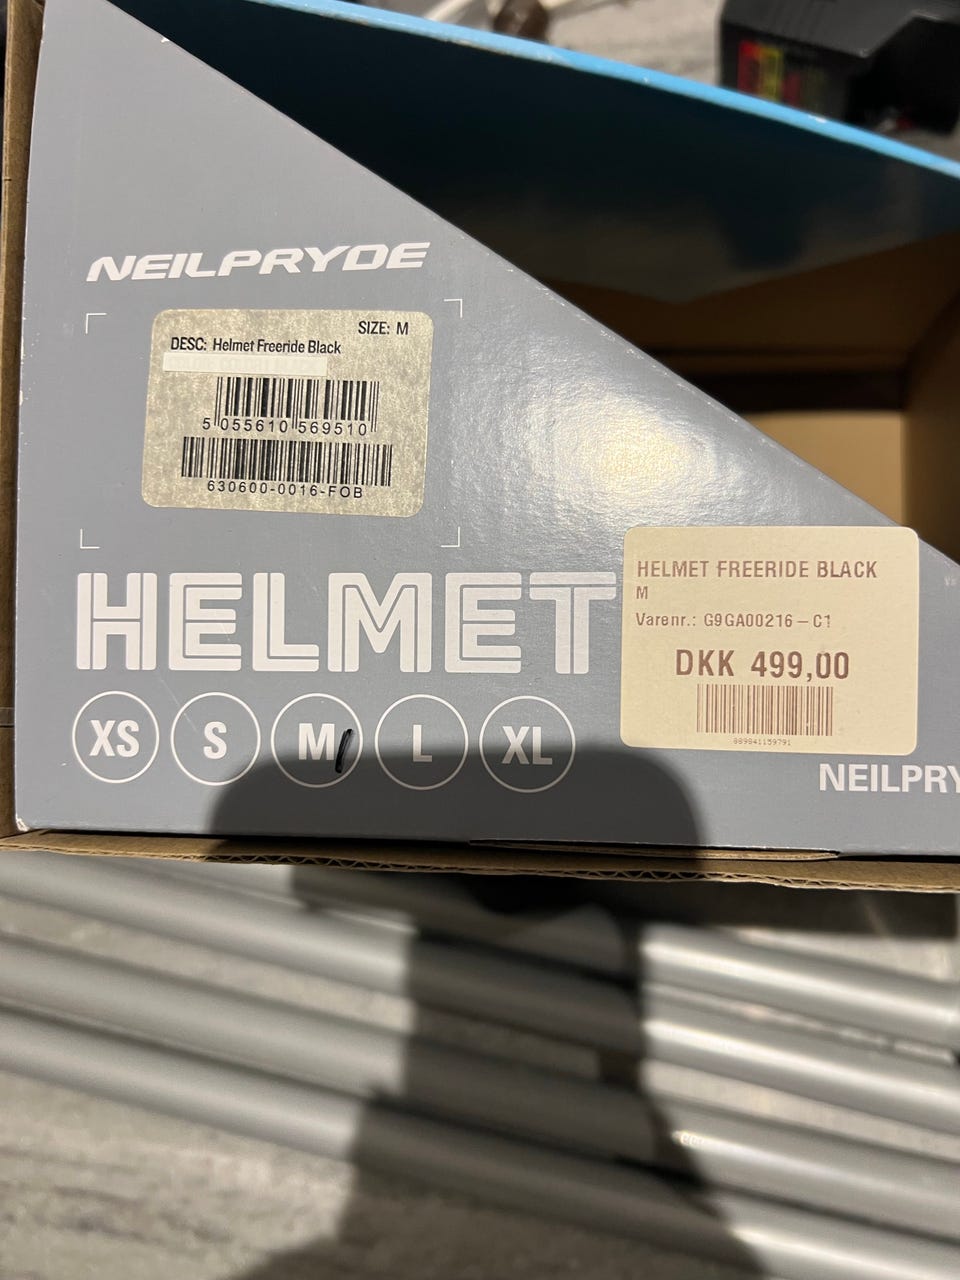 NEILPRYDE
SIZE: M
DESC: Helmet Freeride Black
5 055610 569510
630600-0016-FOB
HELMET
XS S M L XL
HELMET FREERIDE BLACK
M
Varenr.: G9GA00216-C1
DKK 499,00
NEILPRY